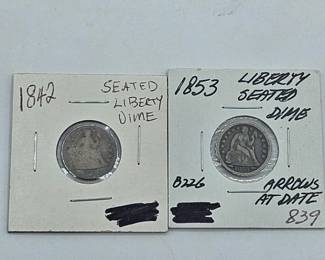 1842
SEATED
LIBERTY
DIME
1853
LIBERTY
SEATED
DIME
B226
ARROWS
AT DATE
839